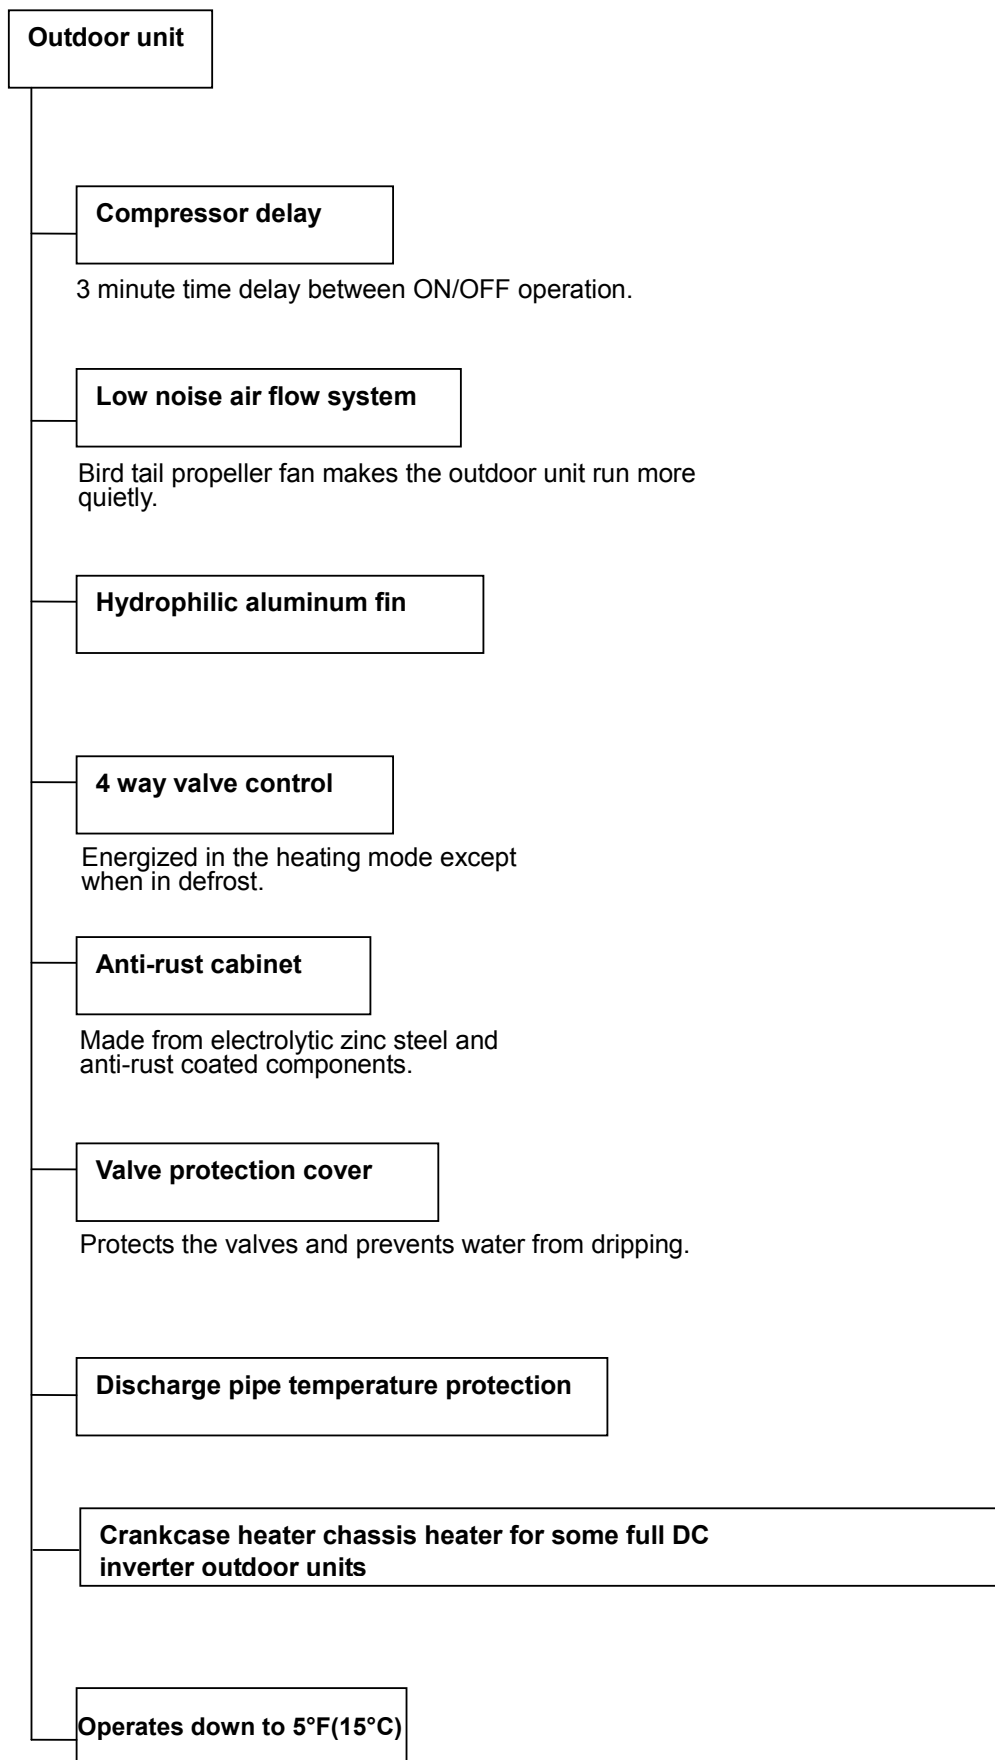 Outdoor unit
Compressor delay
3 minute time delay between ON/OFF operation.
Low noise air flow system
Bird tail propeller fan makes the outdoor unit run more
quietly.
Hydrophilic aluminum fin
4 way valve control
Energized in the heating mode except
when in defrost.
Anti-rust cabinet
Made from electrolytic zinc steel and
anti-rust coated components.
Valve protection cover
Protects the valves and prevents water from dripping.
Discharge pipe temperature protection
Crankcase heater chassis heater for some full DC
inverter outdoor units
Operates down to 5°F(15°C)